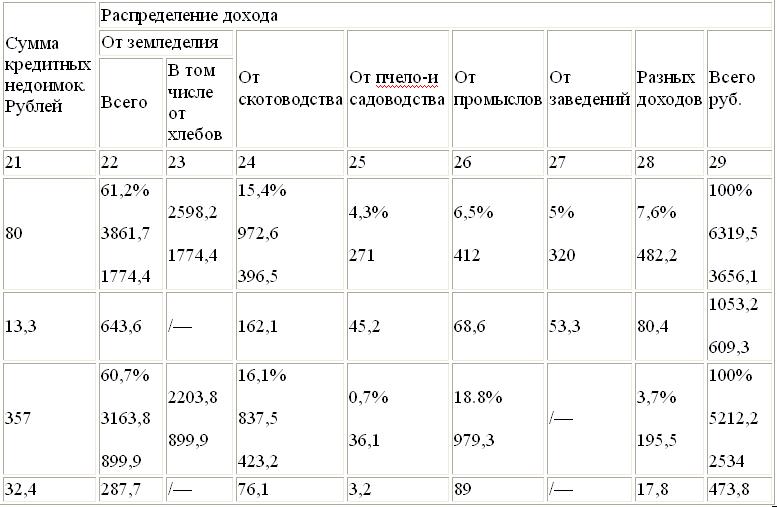 Сумма
кредитных
недоимок.
Рублей
Распределение дохода
От земледелия
Всего
В том
числе
от
хлебов
От
скотоводства
От пчело-и
садоводства
От
промыслов
От
заведений
Разных
доходов
Всего
руб.
21 22 23 24 25 26 27 28 29
80
61,2%
3861,7
1774,4
2598,2
1774,4
15,4%
972,6
396,5
4,3%
271
6,5%
412
5%
320
7,6%
482,2
100%
6319,5
3656,1
13,3
643,6
/—
162,1
45,2
68,6
53,3
80,4
1053,2
609,3
357
60,7%
3163,8
899,9
2203,8
899,9
16,1%
837,5
423,2
0,7%
36,1
18.8%
979,3
/—
3,7%
195,5
100%
5212,2
2534
32,4 287,7 /— 76,1 3,2 89 /— 17,8 473,8